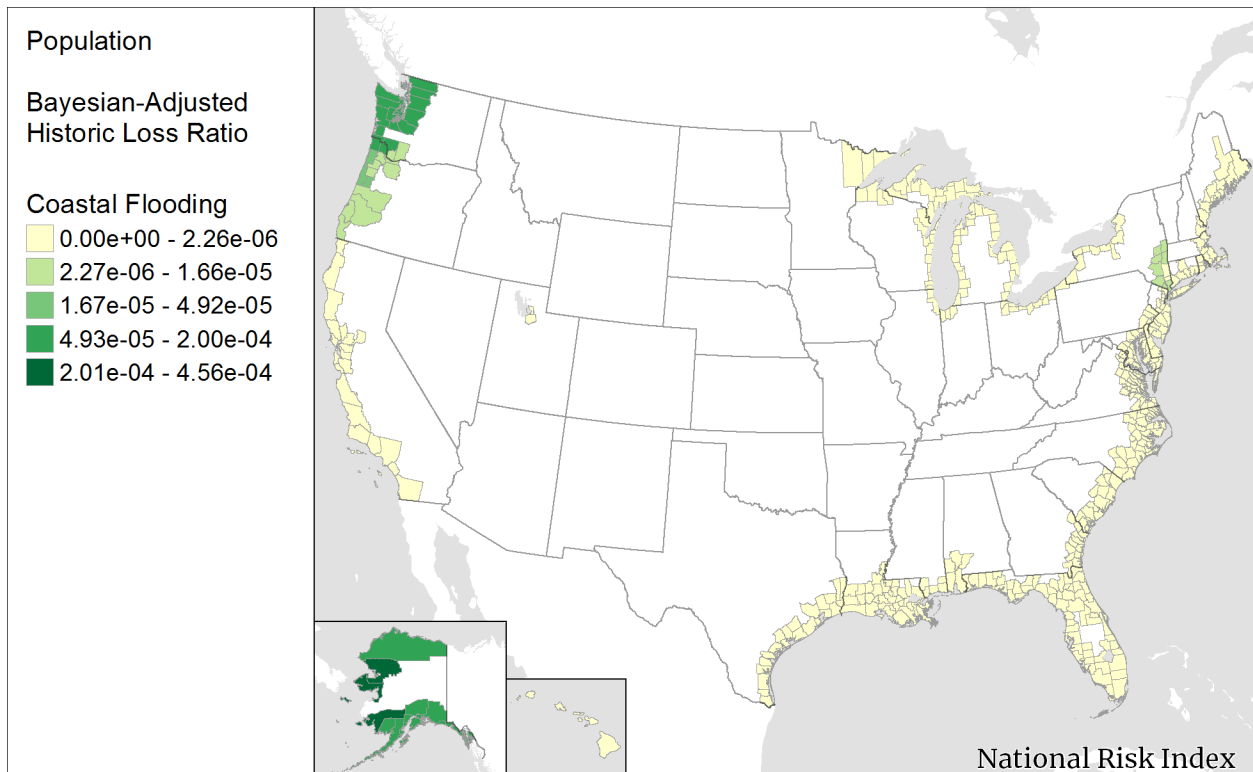 Population
Bayesian-Adjusted
Historic Loss Ratio
Coastal Flooding
0.00e+00 - 2.26e-06
2.27e-06 - 1.66e-05
1.67e-05 - 4.92e-05
4.93e-05 - 2.00e-04
2.01e-04 - 4.56e-04
National Risk Index